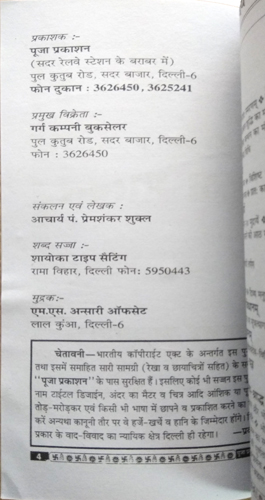 प्रकाशक :-
पूजा प्रकाशन
(सदर रेलवे स्टेशन के बराबर में)
पुल कुतुब रोड, सदर बाजार, दिल्ली-6
फोन दुकान : 3626450, 3625241
प्रमुख विक्रेता :-
गर्ग कम्पनी बुकसेलर
पुल कुतुब रोड, सदर बाजार, दिल्ली-6
फोन : 3626450
संकलन एवं लेखक :
आचार्य पं. प्रेमशंकर शुक्ल
शब्द सज्जा :-
शायोका टाइप सैटिंग
रामा विहार, दिल्ली फोन: 5950443
मुद्रक:-
एम.एस. अन्सारी ऑफसेट
लाल कुंआ, दिल्ली-6
चेतावनी—भारतीय कॉपीराईट एक्ट के अन्तर्गत इस पु
तथा इसमें समाहित सारी सामग्री (रेखा व छायाचित्रों सहित) के स
"पूजा प्रकाशन" के पास सुरक्षित हैं। इसलिए कोई भी सज्जन इस
नाम टाईटल डिजाईन, अंदर का मैटर व चित्र आदि आंशिक या पू
तोड़-मरोड़कर एवं किसी भी भाषा में छापने व प्रकाशित करने का
करें अन्यथा कानूनी तौर पर वे हर्जे-खर्चे व हानि के जिम्मेदार होंगे।
प्रकार के वाद-विवाद का न्यायिक क्षेत्र दिल्ली ही रहेगा। —प्र
4